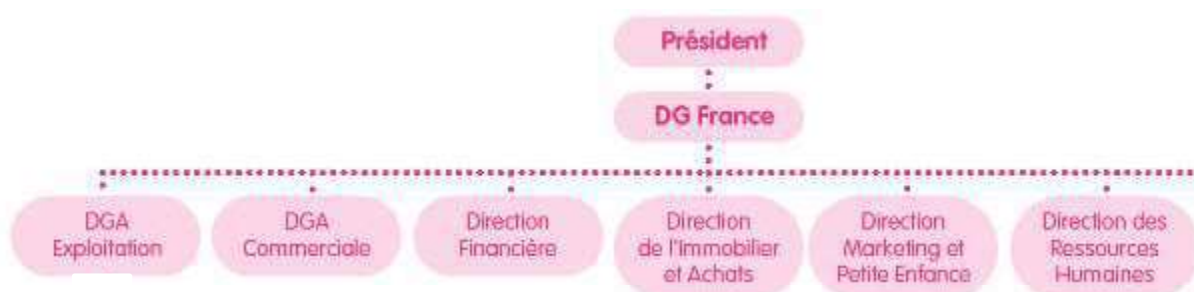 Président
DG France
DGA
Exploitation
DGA
Commerciale
Direction
Financière
Direction
de l'Immobilier
et Achats
Direction
Marketing et
Petite Enfance
Direction des
Ressources
Humaines